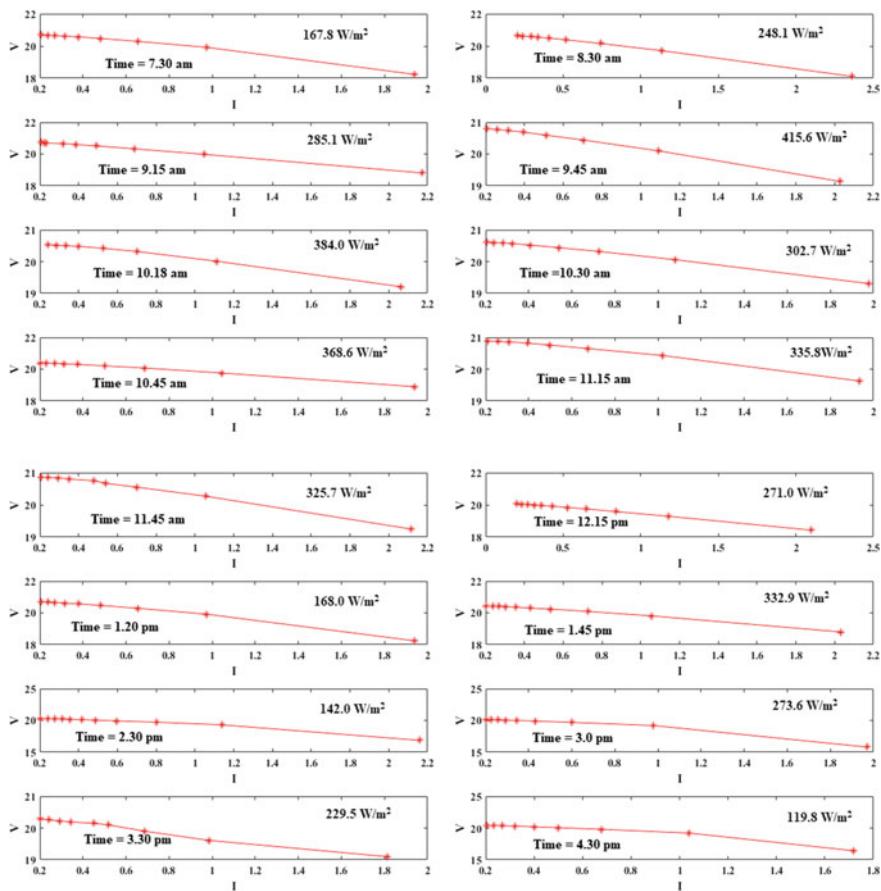 22
167.8 W/m²
V 20
Time = 7.30 am
18
0.2 0.4 0.6 0.8 1 1.2 1.4 1.6 1.8 2
I
22
248.1 W/m²
V 20
Time = 8.30 am
18
0 0.5 1 1.5 2 2.5
I
22
285.1 W/m²
V 20
Time = 9.15 am
18
0.2 0.4 0.6 0.8 1 1.2 1.4 1.6 1.8 2 2.2
I
21
415.6 W/m²
V 20
Time = 9.45 am
19
0.2 0.4 0.6 0.8 1 1.2 1.4 1.6 1.8 2 2.2
I
21
384.0 W/m²
V 20
Time = 10.18 am
19
0.2 0.4 0.6 0.8 1 1.2 1.4 1.6 1.8 2 2.2
I
21
302.7 W/m²
V 20
Time =10.30 am
19
0.2 0.4 0.6 0.8 1 1.2 1.4 1.6 1.8 2
I
22
368.6 W/m²
V 20
Time = 10.45 am
18
0.2 0.4 0.6 0.8 1 1.2 1.4 1.6 1.8 2
I
21
335.8W/m²
V 20
Time = 11.15 am
19
0.2 0.4 0.6 0.8 1 1.2 1.4 1.6 1.8 2
I
21
325.7 W/m²
V 20
Time = 11.45 am
19
0.2 0.4 0.6 0.8 1 1.2 1.4 1.6 1.8 2 2.2
I
22
271.0 W/m²
V 20
Time = 12.15 pm
18
0 0.5 1 1.5 2 2.5
I
22
168.0 W/m²
V 20
Time = 1.20 pm
18
0.2 0.4 0.6 0.8 1 1.2 1.4 1.6 1.8 2
I
22
332.9 W/m²
V 20
Time = 1.45 pm
18
0.2 0.4 0.6 0.8 1 1.2 1.4 1.6 1.8 2 2.2
I
25
142.0 W/m²
V 20
Time = 2.30 pm
15
0.2 0.4 0.6 0.8 1 1.2 1.4 1.6 1.8 2 2.2
I
25
273.6 W/m²
V 20
Time = 3.0 pm
15
0.2 0.4 0.6 0.8 1 1.2 1.4 1.6 1.8 2
I
21
229.5 W/m²
V 20
Time = 3.30 pm
19
0.2 0.4 0.6 0.8 1 1.2 1.4 1.6 1.8 2
I
25
119.8 W/m²
V 20
Time = 4.30 pm
15
0.2 0.4 0.6 0.8 1 1.2 1.4 1.6 1.8
I